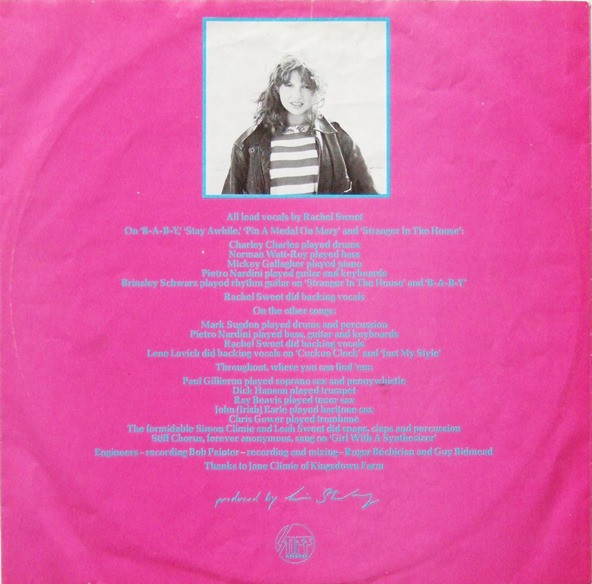 All lead vocals by Rachel Sweet
On 'B-A-B-Y,' 'Stay Awhile,' 'Pin A Medal On Mary' and 'Stranger In The House':
Charley Charles played drums
Norman Watt-Roy played bass
Mickey Gallagher played piano
Pietro Nardini played guitar and keyboards
Brinsley Schwarz played rhythm guitar on 'Stranger In The House' and 'B-A-B-Y'
Rachel Sweet did backing vocals
On the other songs:
Mark Sugden played drums and percussion
Pietro Nardini played bass, guitar and keyboards
Rachel Sweet did backing vocals
Lene Lovich did backing vocals on 'Cuckoo Clock' and 'Just My Style'
Throughout, where you can find 'em:
Paul Gillieron played soprano sax and pennywhistle
Dick Hanson played trumpet
Ray Beavis played tenor sax
John (Irish) Earle played baritone sax
Chris Gower played trombone
The formidable Simon Climie and Leah Sweet did snaps, claps and percussion
Stiff Chorus, forever anonymous, sang on 'Girl With A Synthesizer'
Engineers – recording Bob Painter – recording and mixing – Roger Béchirian and Guy Bidmead
Thanks to Jane Climie of Kingsdown Farm
produced by
STIFF